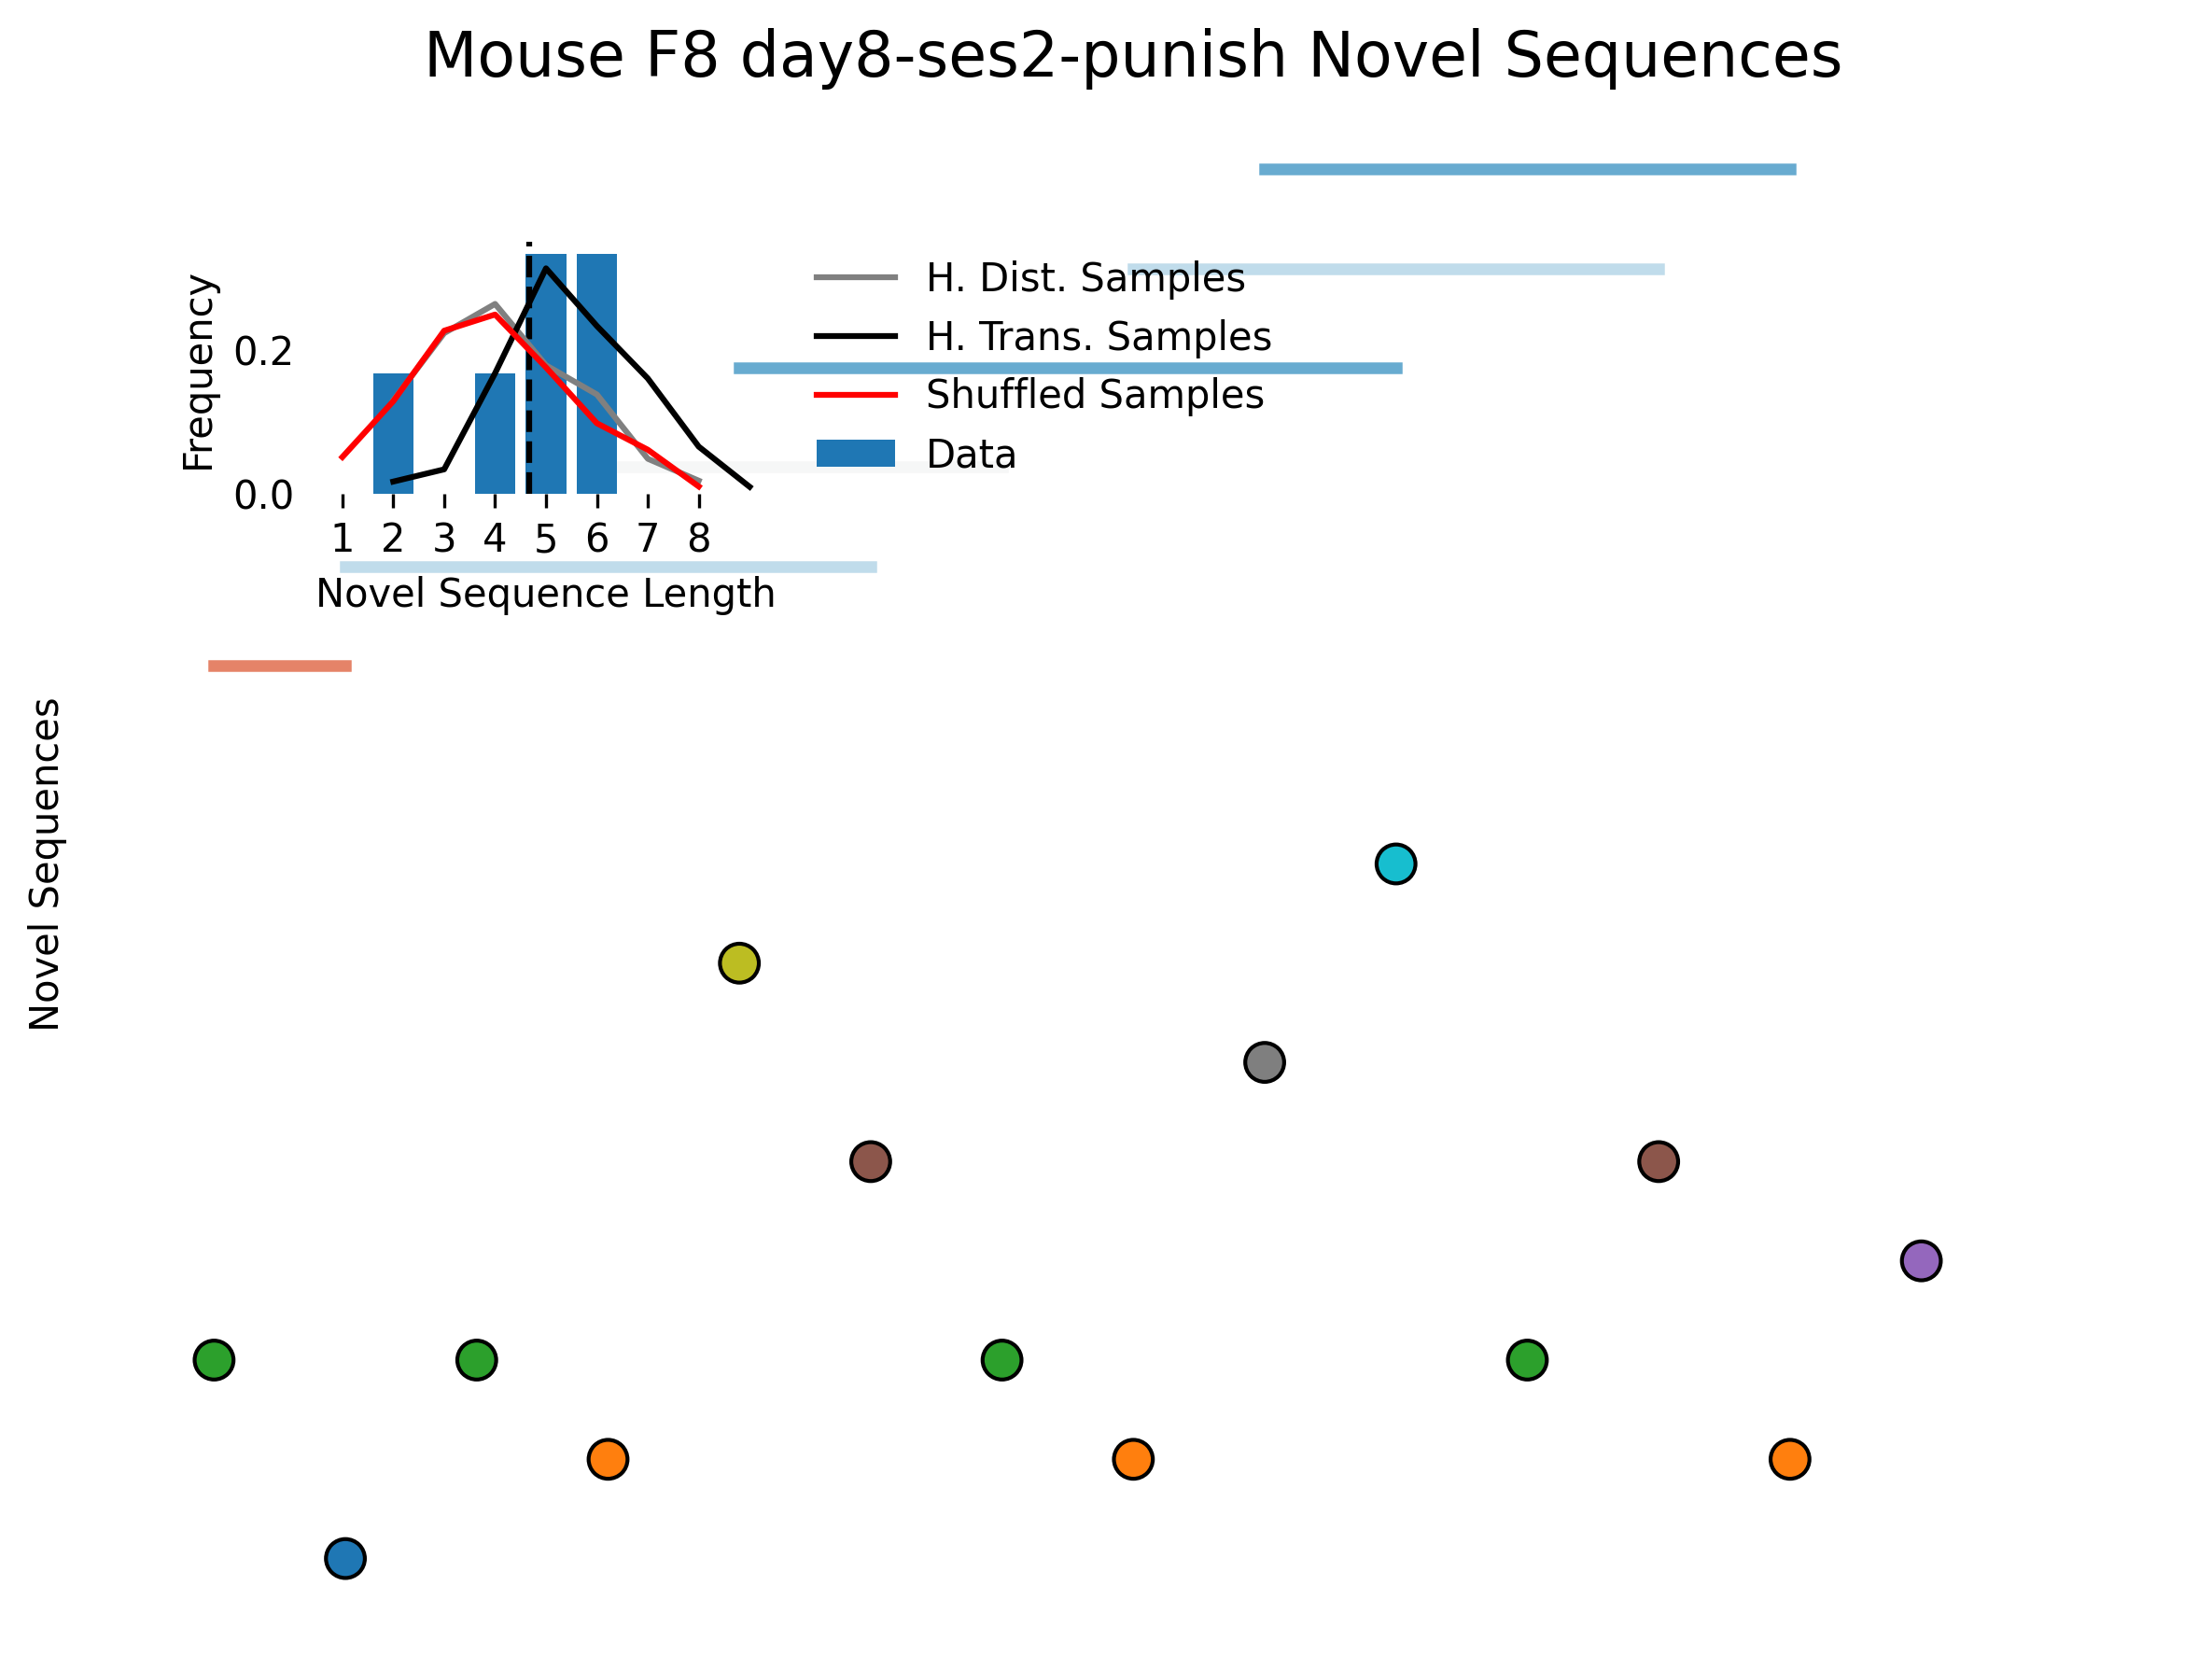 Mouse F8 day8-ses2-punish Novel Sequences
Frequency
0.2
0.0
1 2 3 4 5 6 7 8
Novel Sequence Length
H. Dist. Samples
H. Trans. Samples
Shuffled Samples
Data
Novel Sequences